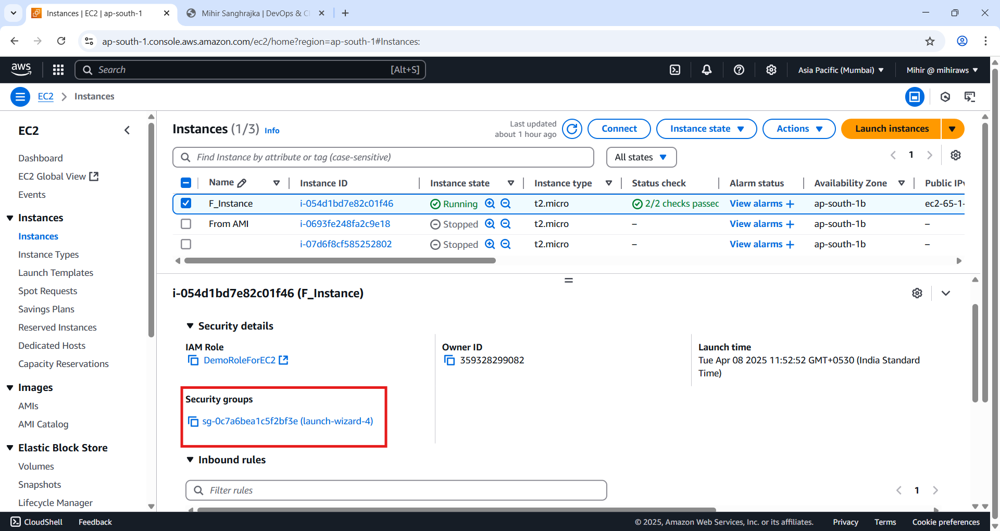 Instances | EC2 | ap-south-1
Mihir Sanghrajka | DevOps & Cl
ap-south-1.console.aws.amazon.com/ec2/home?region=ap-south-1#Instances:
aws
Search
[Alt+S]
Asia Pacific (Mumbai)
Mihir @ mihiraws
EC2
Instances
EC2
Dashboard
EC2 Global View
Events
Instances
Instances
Instance Types
Launch Templates
Spot Requests
Savings Plans
Reserved Instances
Dedicated Hosts
Capacity Reservations
Images
AMIs
AMI Catalog
Elastic Block Store
Volumes
Snapshots
Lifecycle Manager
Instances (1/3) Info
Last updated
about 1 hour ago
Connect
Instance state
Actions
Launch instances
Find Instance by attribute or tag (case-sensitive)
All states
1
Name Instance ID Instance state Instance type Status check Alarm status Availability Zone Public IPv
F_Instance i-054d1bd7e82c01f46 Running t2.micro 2/2 checks passed View alarms + ap-south-1b ec2-65-1-
From AMI i-0693fe248fa2c9e18 Stopped t2.micro – View alarms + ap-south-1b –
i-07d6f8cf585252802 Stopped t2.micro – View alarms + ap-south-1b –
i-054d1bd7e82c01f46 (F_Instance)
Security details
IAM Role
DemoRoleForEC2
Owner ID
359328299082
Launch time
Tue Apr 08 2025 11:52:52 GMT+0530 (India Standard
Time)
Security groups
sg-0c7a6bea1c5f2bf3e (launch-wizard-4)
Inbound rules
Filter rules
1
CloudShell
Feedback
© 2025, Amazon Web Services, Inc. or its affiliates.
Privacy
Terms
Cookie preferences